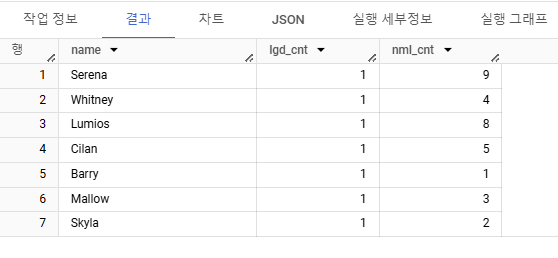 작업 정보 결과 차트 JSON 실행 세부정보 실행 그래프
행 name lgd_cnt nml_cnt
1 Serena 1 9
2 Whitney 1 4
3 Lumios 1 8
4 Cilan 1 5
5 Barry 1 1
6 Mallow 1 3
7 Skyla 1 2